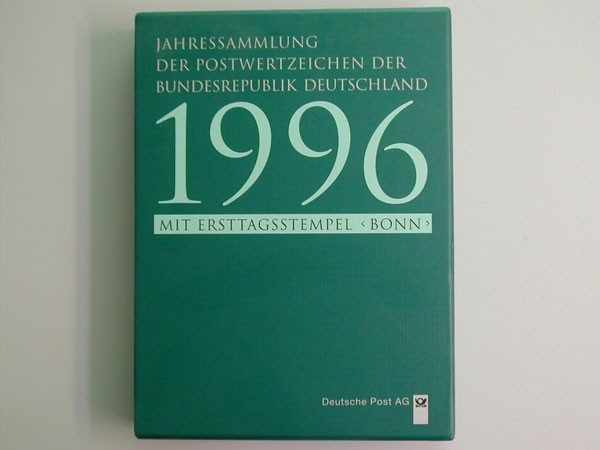 JAHRESSAMMLUNG
DER POSTWERTZEICHEN DER
BUNDESREPUBLIK DEUTSCHLAND
1996
MIT ERSTTAGSSTEMPEL ‹BONN›
Deutsche Post AG